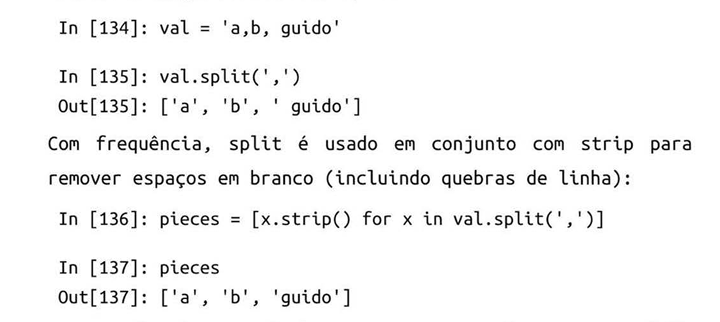 In [134]: val = 'a,b, guido'
In [135]: val.split(',')
Out[135]: ['a', 'b', ' guido']
Com frequência, split é usado em conjunto com strip para
remover espaços em branco (incluindo quebras de linha):
In [136]: pieces = [x.strip() for x in val.split(',')]
In [137]: pieces
Out[137]: ['a', 'b', 'guido']